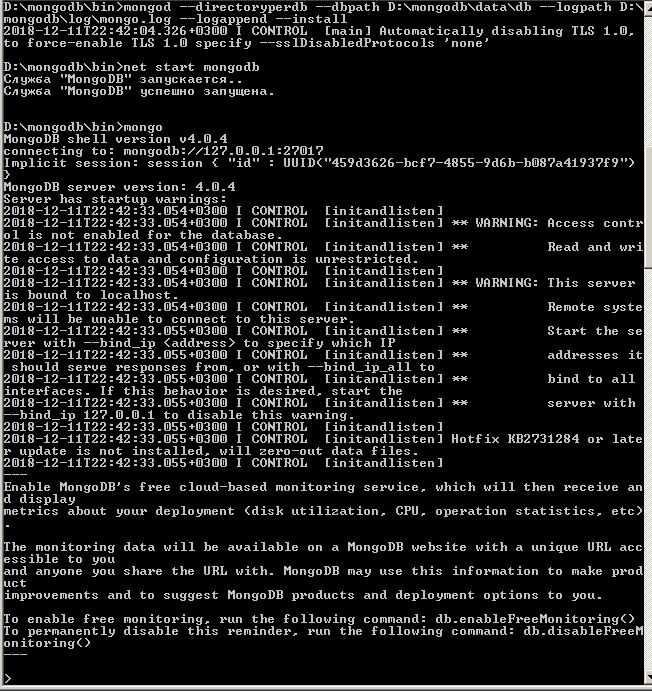 D:\mongodb\bin>mongod --directoryperdb --dbpath D:\mongodb\data\db --logpath D:\
mongodb\log\mongo.log --logappend --install
2018-12-11T22:42:04.326+0300 I CONTROL  [main] Automatically disabling TLS 1.0,
to force-enable TLS 1.0 specify --sslDisabledProtocols 'none'
D:\mongodb\bin>net start mongodb
Служба "MongoDB" запускается..
Служба "MongoDB" успешно запущена.
D:\mongodb\bin>mongo
MongoDB shell version v4.0.4
connecting to: mongodb://127.0.0.1:27017
Implicit session: session { "id" : UUID("459d3626-bcf7-4855-9d6b-b087a41937f9")
}
MongoDB server version: 4.0.4
Server has startup warnings:
2018-12-11T22:42:33.054+0300 I CONTROL  [initandlisten]
2018-12-11T22:42:33.054+0300 I CONTROL  [initandlisten] ** WARNING: Access contr
ol is not enabled for the database.
2018-12-11T22:42:33.054+0300 I CONTROL  [initandlisten] **          Read and wri
te access to data and configuration is unrestricted.
2018-12-11T22:42:33.054+0300 I CONTROL  [initandlisten]
2018-12-11T22:42:33.054+0300 I CONTROL  [initandlisten] ** WARNING: This server
is bound to localhost.
2018-12-11T22:42:33.054+0300 I CONTROL  [initandlisten] **          Remote syste
ms will be unable to connect to this server.
2018-12-11T22:42:33.055+0300 I CONTROL  [initandlisten] **          Start the se
rver with --bind_ip <address> to specify which IP
2018-12-11T22:42:33.055+0300 I CONTROL  [initandlisten] **          addresses it
 should serve responses from, or with --bind_ip_all to
2018-12-11T22:42:33.055+0300 I CONTROL  [initandlisten] **          bind to all
interfaces. If this behavior is desired, start the
2018-12-11T22:42:33.055+0300 I CONTROL  [initandlisten] **          server with
--bind_ip 127.0.0.1 to disable this warning.
2018-12-11T22:42:33.055+0300 I CONTROL  [initandlisten]
2018-12-11T22:42:33.055+0300 I CONTROL  [initandlisten] Hotfix KB2731284 or late
r update is not installed, will zero-out data files.
2018-12-11T22:42:33.055+0300 I CONTROL  [initandlisten]
---
Enable MongoDB's free cloud-based monitoring service, which will then receive an
d display
metrics about your deployment (disk utilization, CPU, operation statistics, etc)
.
The monitoring data will be available on a MongoDB website with a unique URL acc
essible to you
and anyone you share the URL with. MongoDB may use this information to make prod
uct
improvements and to suggest MongoDB products and deployment options to you.
To enable free monitoring, run the following command: db.enableFreeMonitoring()
To permanently disable this reminder, run the following command: db.disableFreeM
onitoring()
---
>